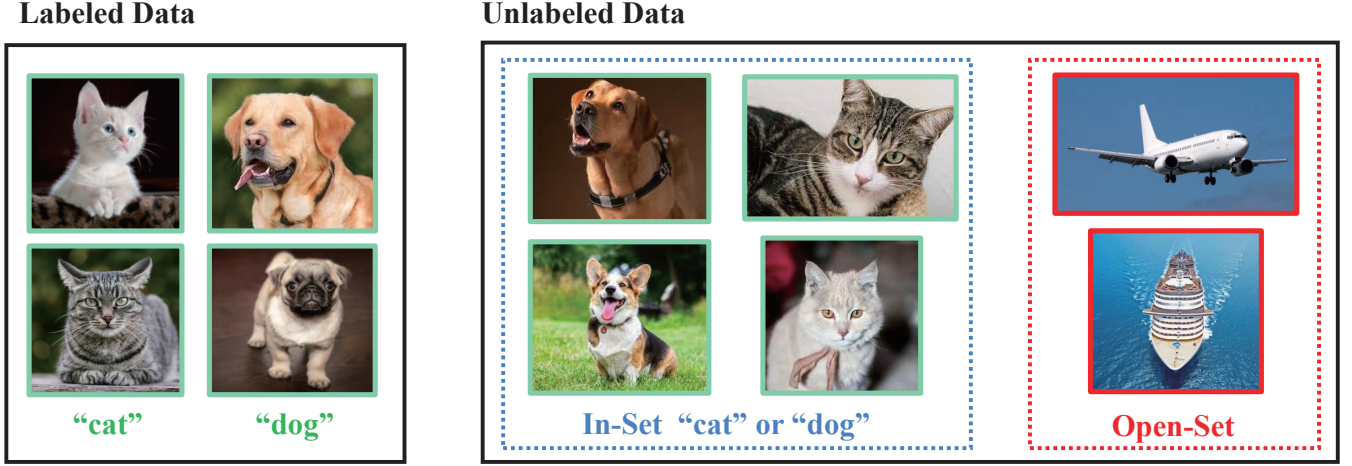 Labeled Data
Unlabeled Data
“cat”
“dog”
In-Set “cat” or “dog”
Open-Set